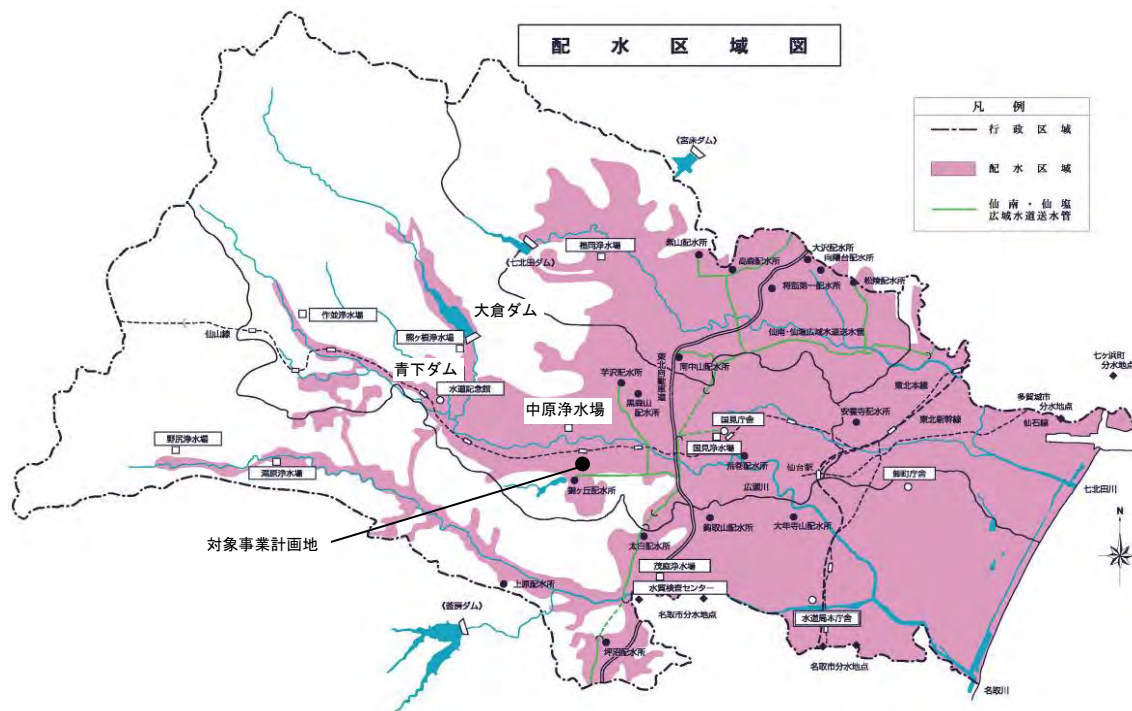 配水区域図
凡例
行政区域
配水区域
仙南・仙塩
広域水道送水管
《宮床ダム》
《七北田ダム》
福岡浄水場
紫山配水所
高森配水所
大沢配水所
向陽台配水所
松陵配水所
将監第一配水所
仙南・仙塩広域水道送水管
大倉ダム
作並浄水場
仙山線
熊ヶ根浄水場
青下ダム
水道記念館
東北自動車道
南中山配水所
芋沢配水所
黒森山
配水所
中原浄水場
国見庁舎
国見浄水場
荒巻配水所
安養寺配水所
東北本線
東北新幹線
七ヶ浜町
分水地点
多賀城市
分水地点
仙石線
野尻浄水場
湯原浄水場
鹳ヶ丘配水所
仙台駅
広瀬川
七北田川
N
対象事業計画地
太白配水所
鈎取山配水所
大年寺山配水所
茂庭浄水場
水質検査センター
上原配水所
名取市分水地点
水道局本庁舎
《釜房ダム》
坪沼配水所
名取市分水地点
名取川